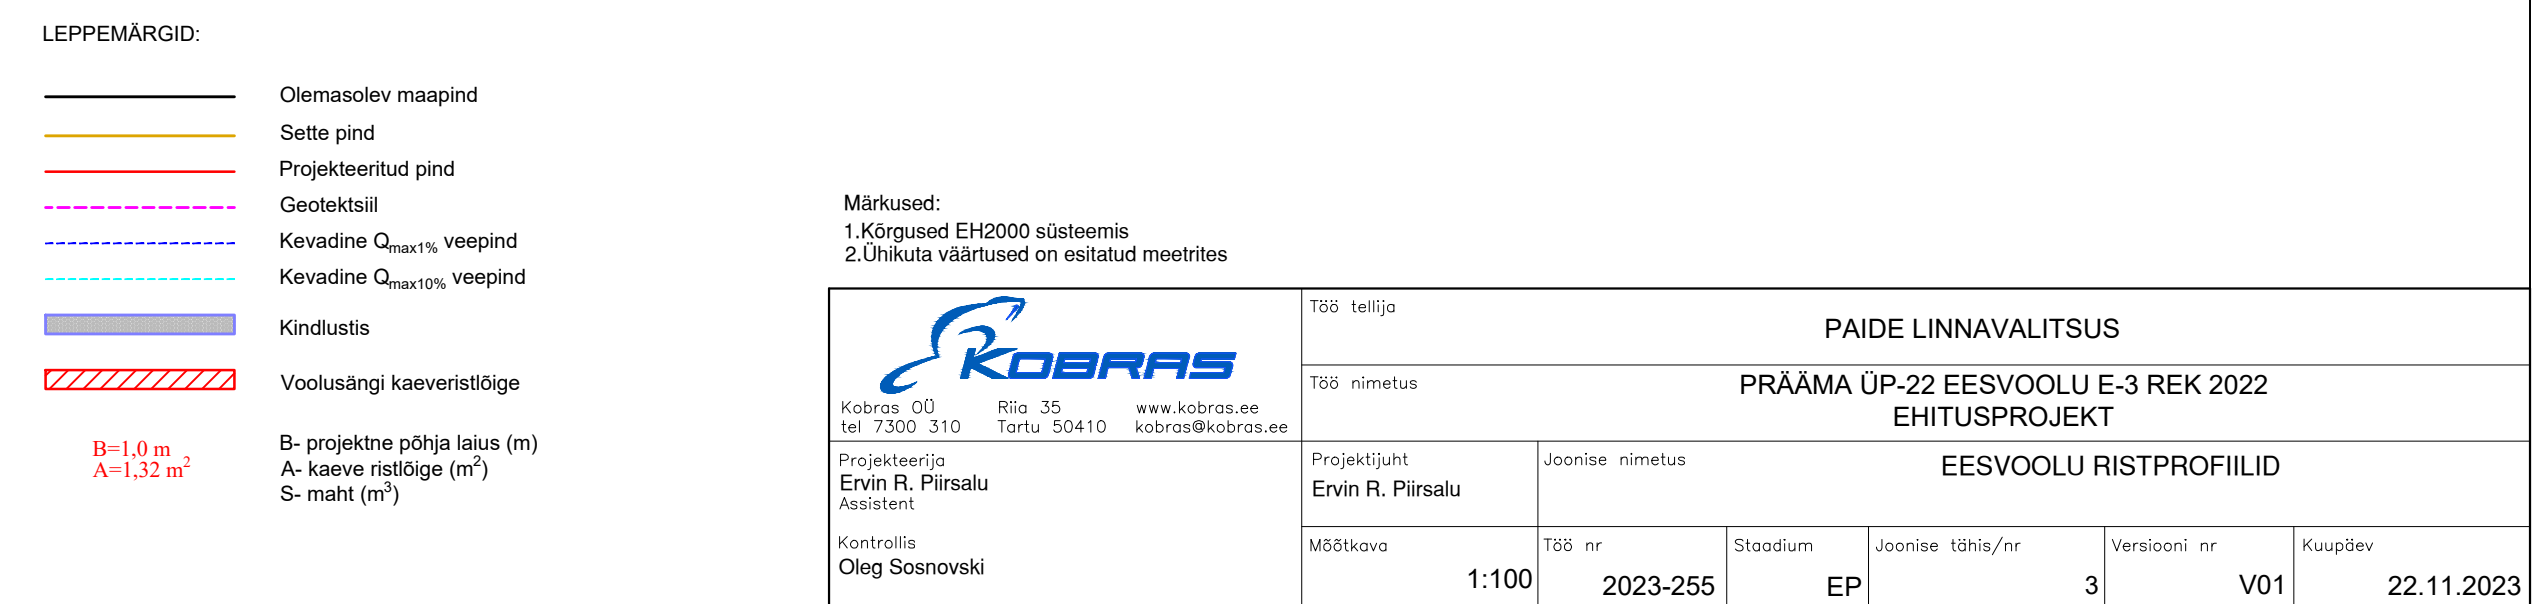 LEPPEMÄRGID:
Olemasolev maapind
Sette pind
Projekteeritud pind
Geotektsiil
Kevadine Qmax1% veepind
Kevadine Qmax10% veepind
Kindlustis
Voolusängi kaeveristlõige
B=1,0 m
A=1,32 m²
B- projektne põhja laius (m)
A- kaeve ristlõige (m²)
S- maht (m³)
Märkused:
1.Kõrgused EH2000 süsteemis
2.Ühikuta väärtused on esitatud meetrites
KOBRAS
Kobras OÜ Riia 35 www.kobras.ee
tel 7300 310 Tartu 50410 kobras@kobras.ee
Töö tellija
PAIDE LINNAVALITSUS
Töö nimetus
PRÄÄMA ÜP-22 EESVOOLU E-3 REK 2022
EHITUSPROJEKT
Projekteerija
Ervin R. Piirsalu
Assistent
Projektijuht
Ervin R. Piirsalu
Joonise nimetus
EESVOOLU RISTPROFIILID
Kontrollis
Oleg Sosnovski
Mõõtkava
1:100
Töö nr
2023-255
Staadium
EP
Joonise tähis/nr
3
Versiooni nr
V01
Kuupäev
22.11.2023